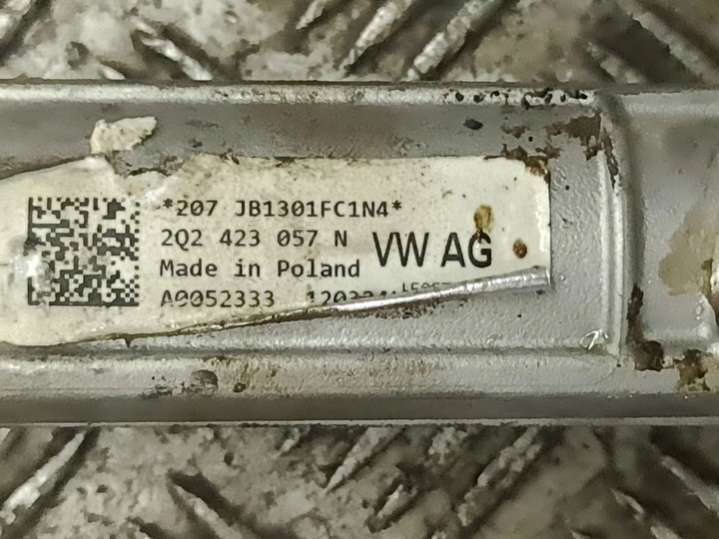 *207 JB1301FC1N4*
2Q2 423 057 N VW AG
Made in Poland
A0052333